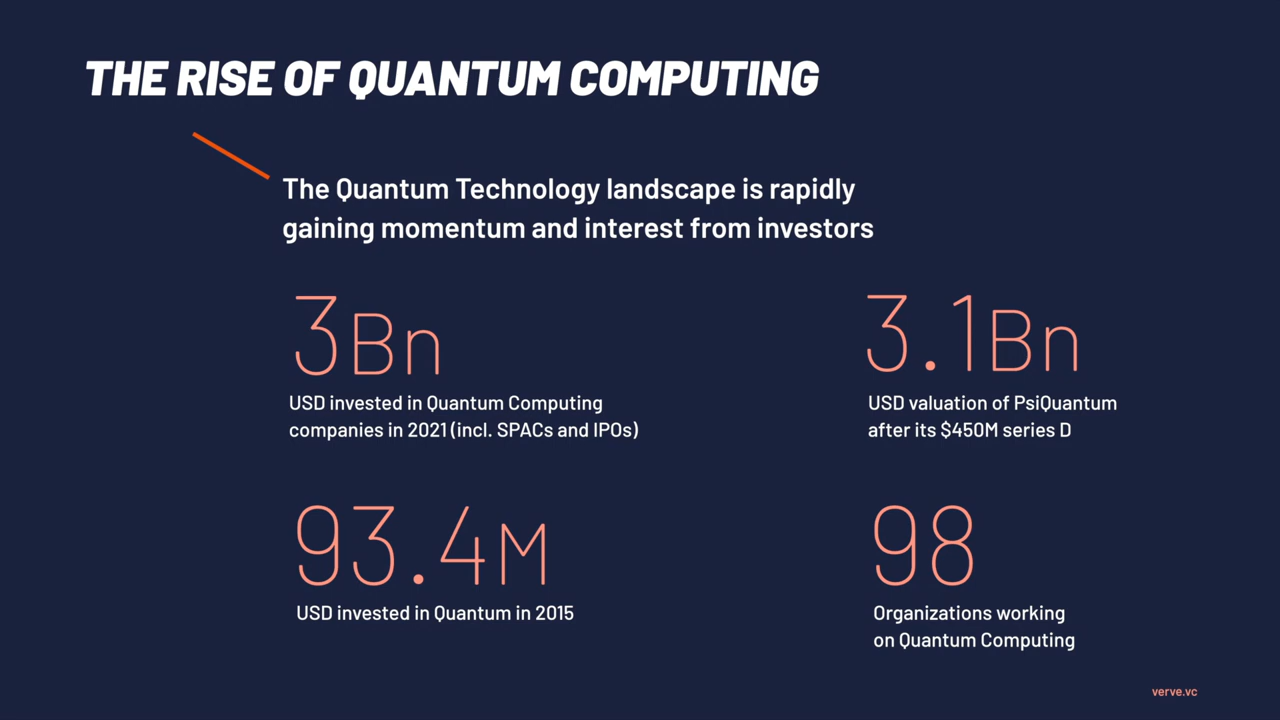 THE RISE OF QUANTUM COMPUTING
The Quantum Technology landscape is rapidly
gaining momentum and interest from investors
3Bn
USD invested in Quantum Computing
companies in 2021 (incl. SPACs and IPOs)
3.1Bn
USD valuation of PsiQuantum
after its $450M series D
93.4M
USD invested in Quantum in 2015
98
Organizations working
on Quantum Computing
verve.vc